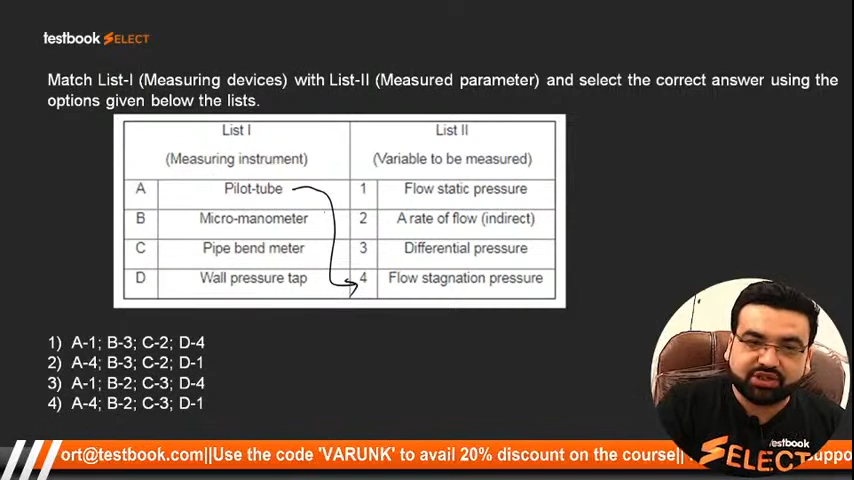 testbook SELECT
Match List-I (Measuring devices) with List-II (Measured parameter) and select the correct answer using the
options given below the lists.
List I List II
(Measuring instrument) (Variable to be measured)
A Pilot-tube 1 Flow static pressure
B Micro-manometer 2 A rate of flow (indirect)
C Pipe bend meter 3 Differential pressure
D Wall pressure tap 4 Flow stagnation pressure
1) A-1; B-3; C-2; D-4
2) A-4; B-3; C-2; D-1
3) A-1; B-2; C-3; D-4
4) A-4; B-2; C-3; D-1
testbook
SELECT
ort@testbook.com||Use the code 'VARUNK' to avail 20% discount on the course||